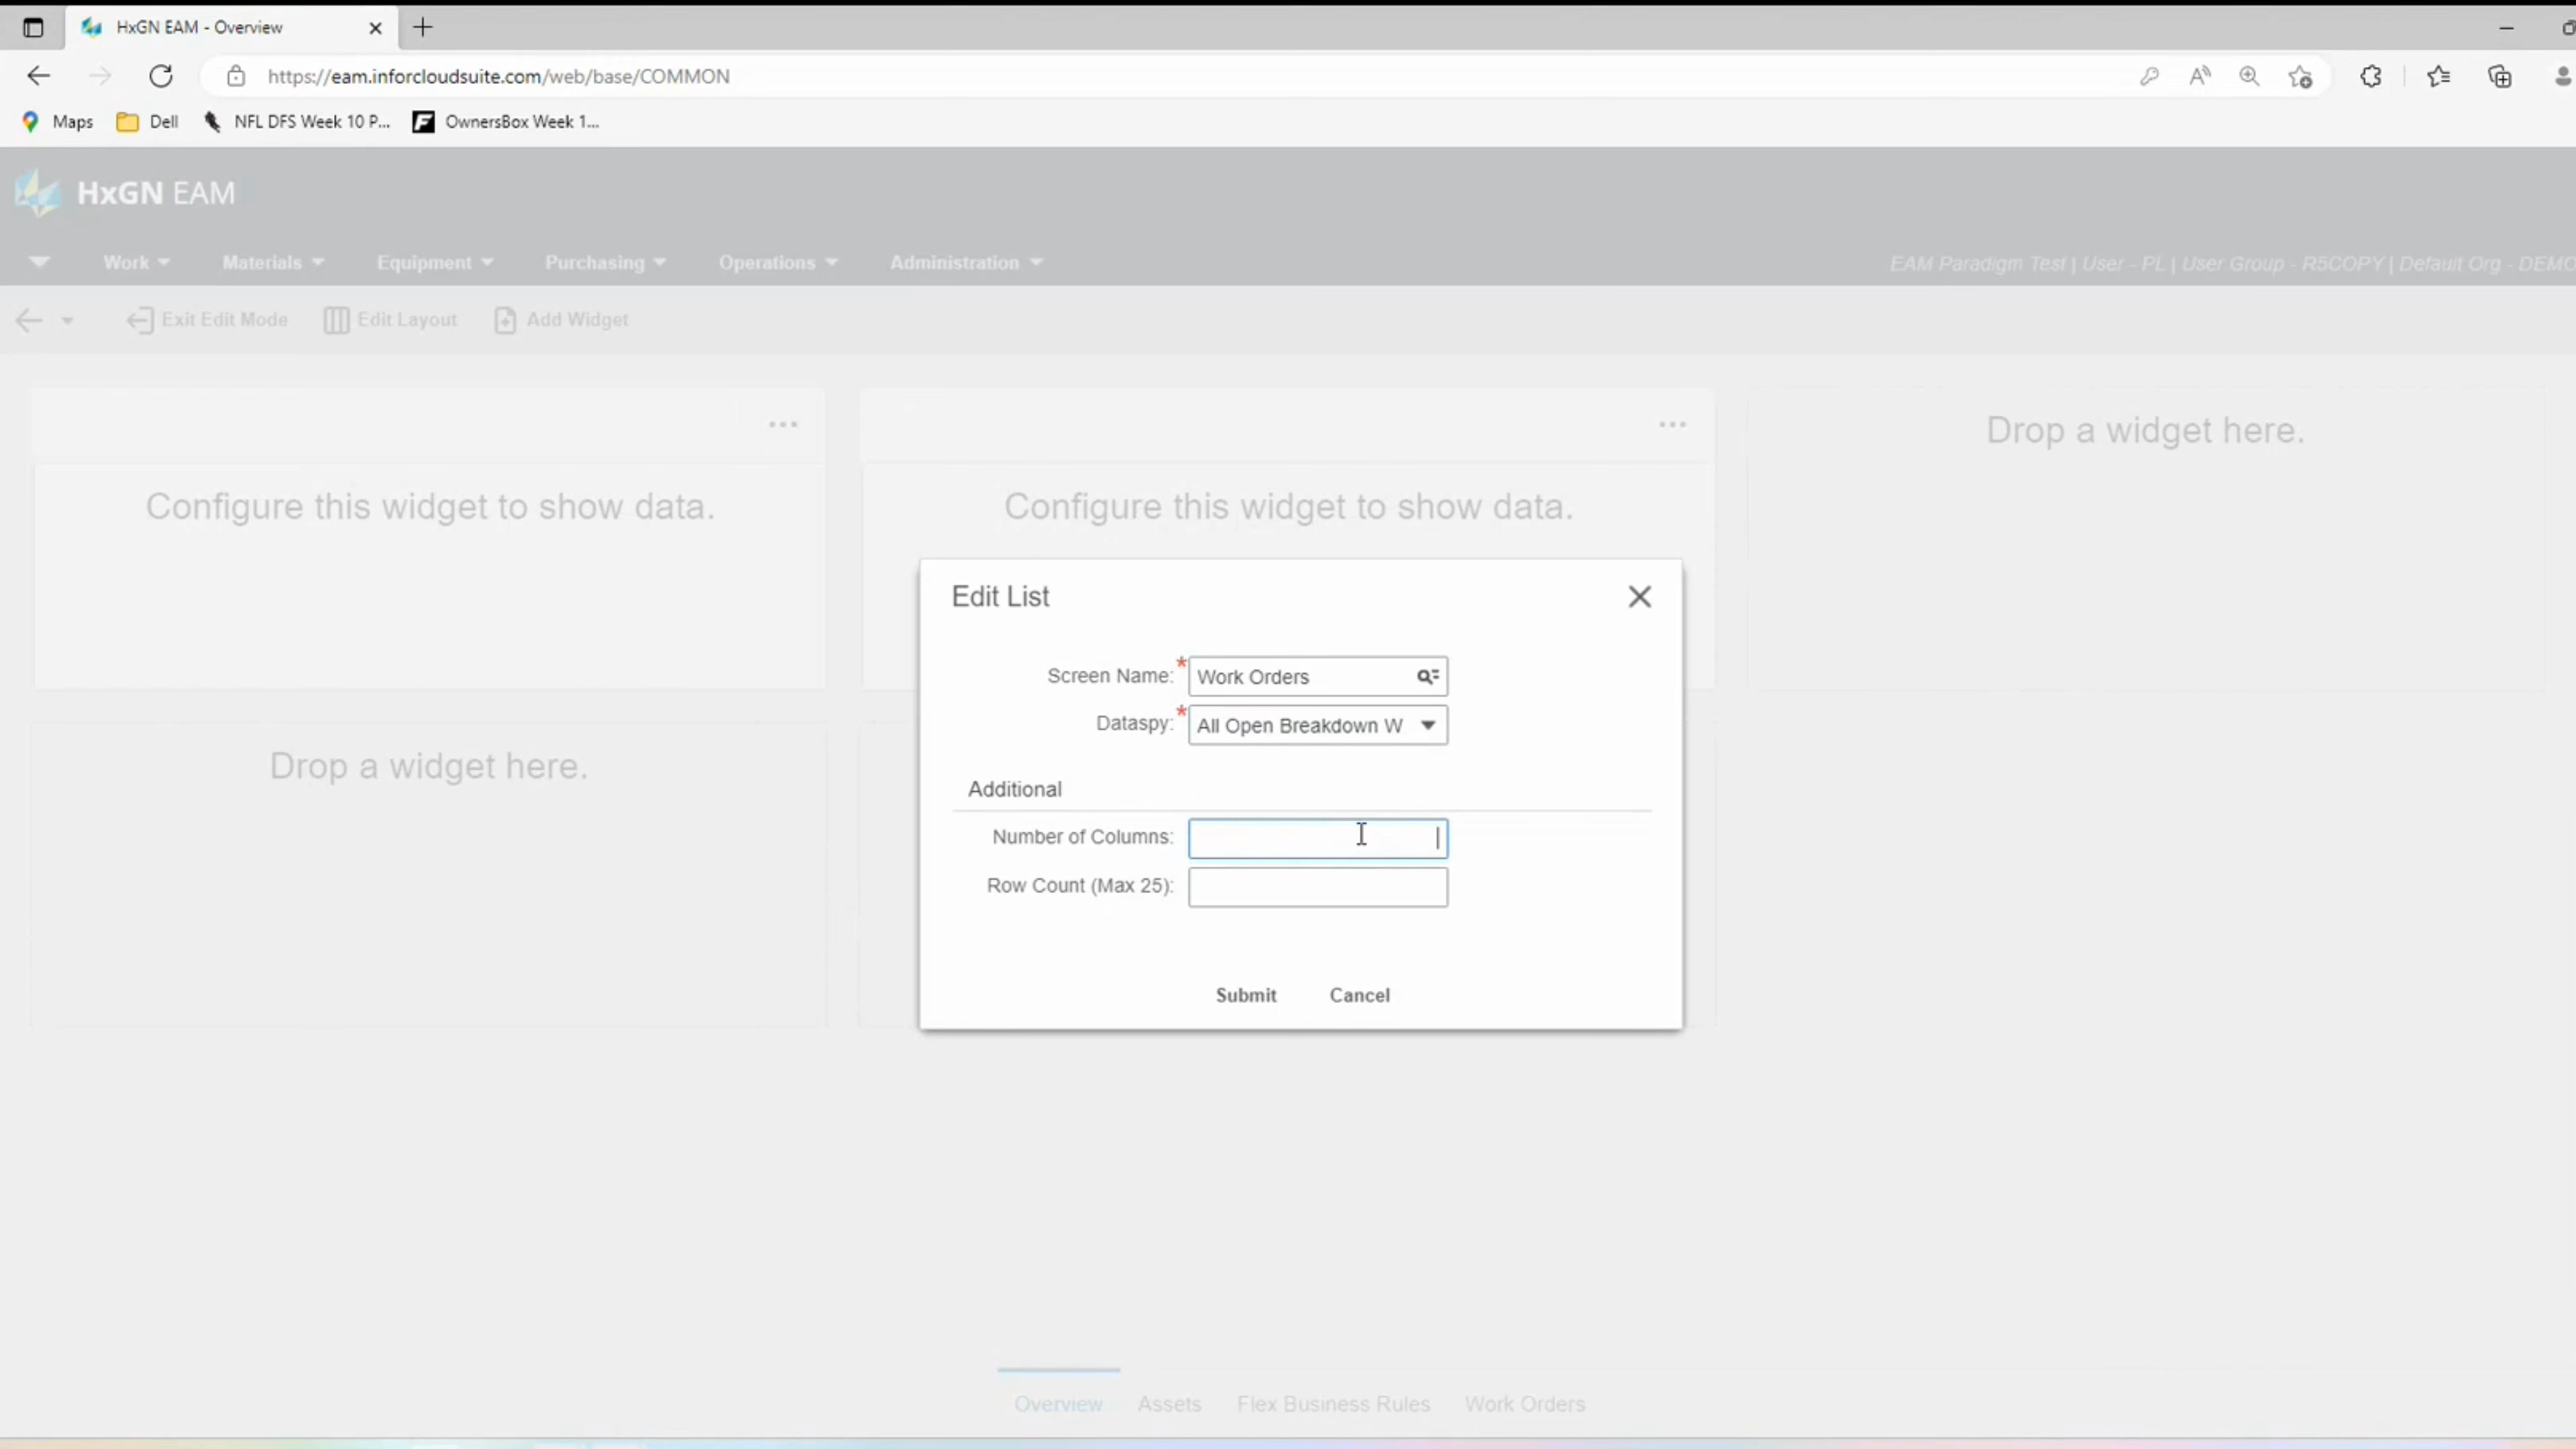 HxGN EAM - Overview
https://eam.inforcloudsuite.com/web/base/COMMON
Maps Dell NFL DFS Week 10 P... OwnersBox Week 1...
HxGN EAM
Work Materials Equipment Purchasing Operations Administration EAM Paradigm Test | User - PL | User Group - R5COPY | Default Org - DEMO
Exit Edit Mode Edit Layout Add Widget
Drop a widget here.
Configure this widget to show data. Configure this widget to show data.
Edit List
Screen Name:* Work Orders
Dataspy:* All Open Breakdown W
Drop a widget here.
Additional
Number of Columns:
Row Count (Max 25):
Submit Cancel
Overview Assets Flex Business Rules Work Orders